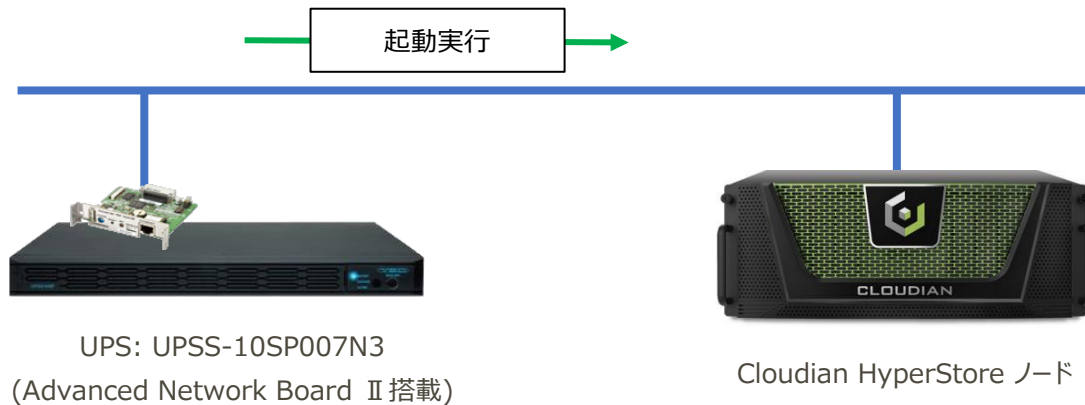 起動実行
CLOUDIAN
UPS: UPSS-10SP007N3
(Advanced Network Board Ⅱ搭載)
Cloudian HyperStore ノード